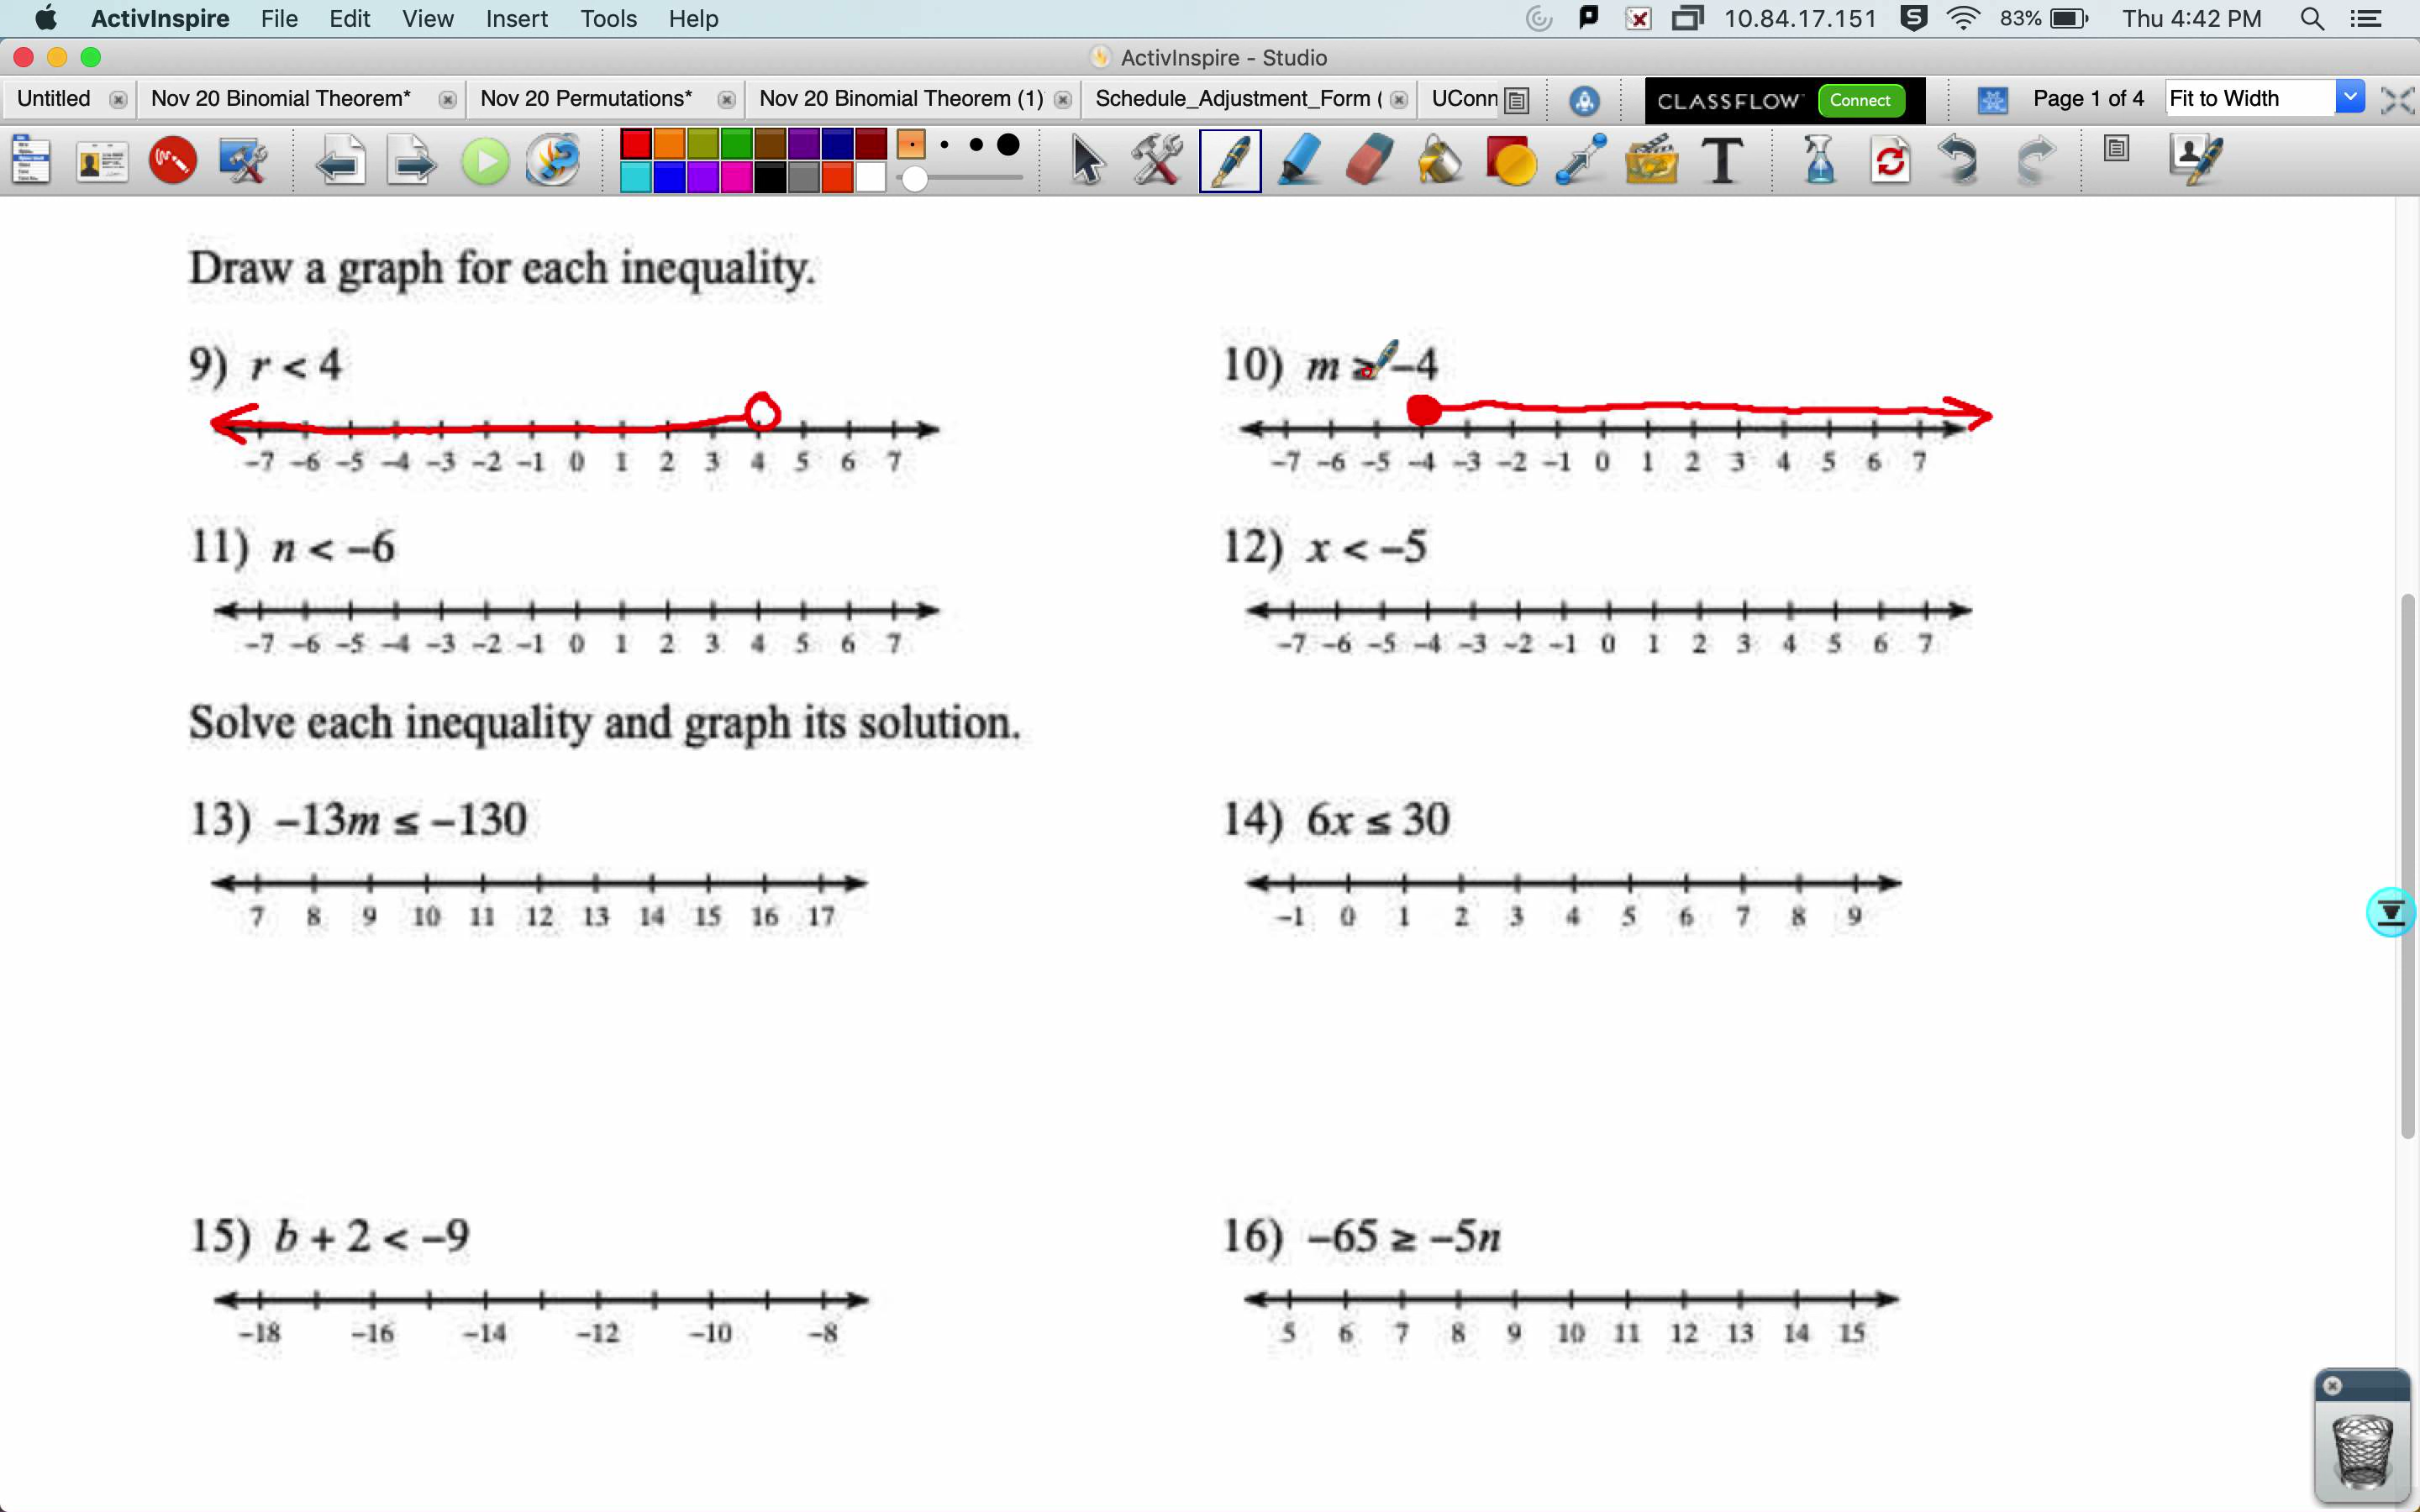 ActivInspire File Edit View Insert Tools Help 10.84.17.151 83% Thu 4:42 PM
ActivInspire - Studio
Untitled Nov 20 Binomial Theorem* Nov 20 Permutations* Nov 20 Binomial Theorem (1) Schedule_Adjustment_Form ( UConn CLASSFLOW Connect Page 1 of 4 Fit to Width
Draw a graph for each inequality.
9) r < 4 10) m ≥ –4
–7 –6 –5 –4 –3 –2 –1 0 1 2 3 4 5 6 7 –7 –6 –5 –4 –3 –2 –1 0 1 2 3 4 5 6 7
11) n < –6 12) x < –5
–7 –6 –5 –4 –3 –2 –1 0 1 2 3 4 5 6 7 –7 –6 –5 –4 –3 –2 –1 0 1 2 3 4 5 6 7
Solve each inequality and graph its solution.
13) –13m ≤ –130 14) 6x ≤ 30
7 8 9 10 11 12 13 14 15 16 17 –1 0 1 2 3 4 5 6 7 8 9
15) b + 2 < –9 16) –65 ≥ –5n
–18 –16 –14 –12 –10 –8 5 6 7 8 9 10 11 12 13 14 15